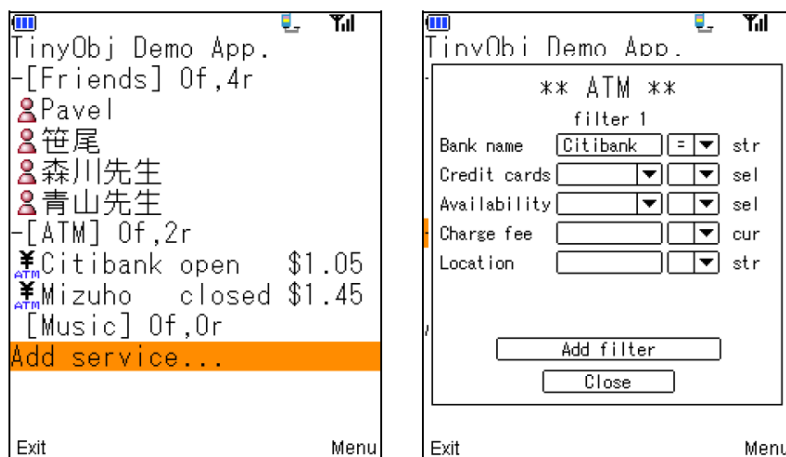 TinyObj Demo App.
-[Friends] 0f,4r
Pavel
笹尾
森川先生
青山先生
-[ATM] 0f,2r
¥ATM Citibank open $1.05
¥ATM Mizuho closed $1.45
[Music] 0f,0r
Add service...
Exit Menu
TinyObj Demo App.
** ATM **
filter 1
Bank name Citibank = str
Credit cards sel
Availability sel
Charge fee cur
Location str
Add filter
Close
Exit Menu